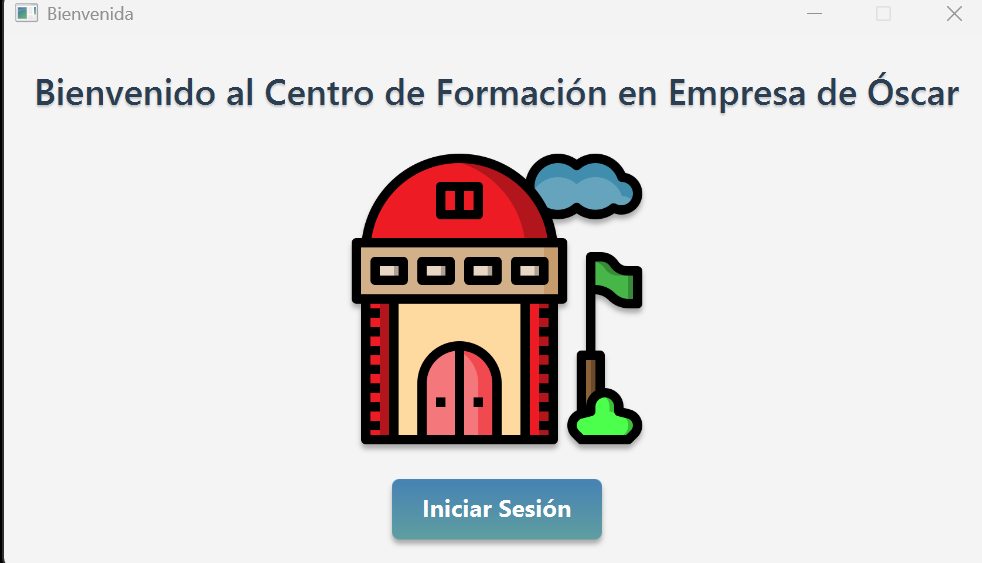 Bienvenida
Bienvenido al Centro de Formación en Empresa de Óscar
Iniciar Sesión